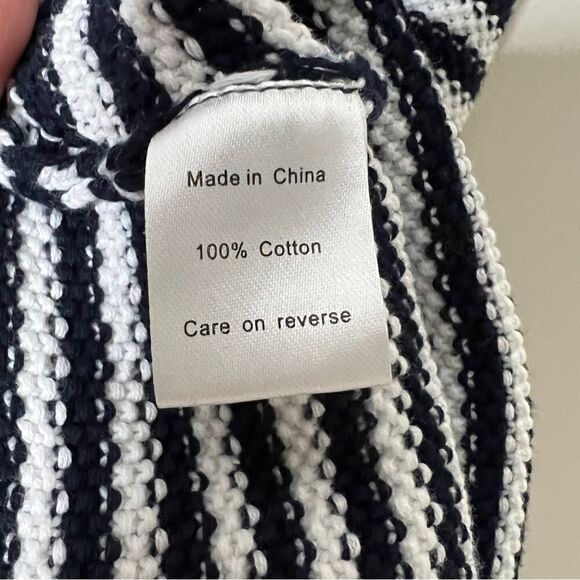 Made in China
100% Cotton
Care on reverse